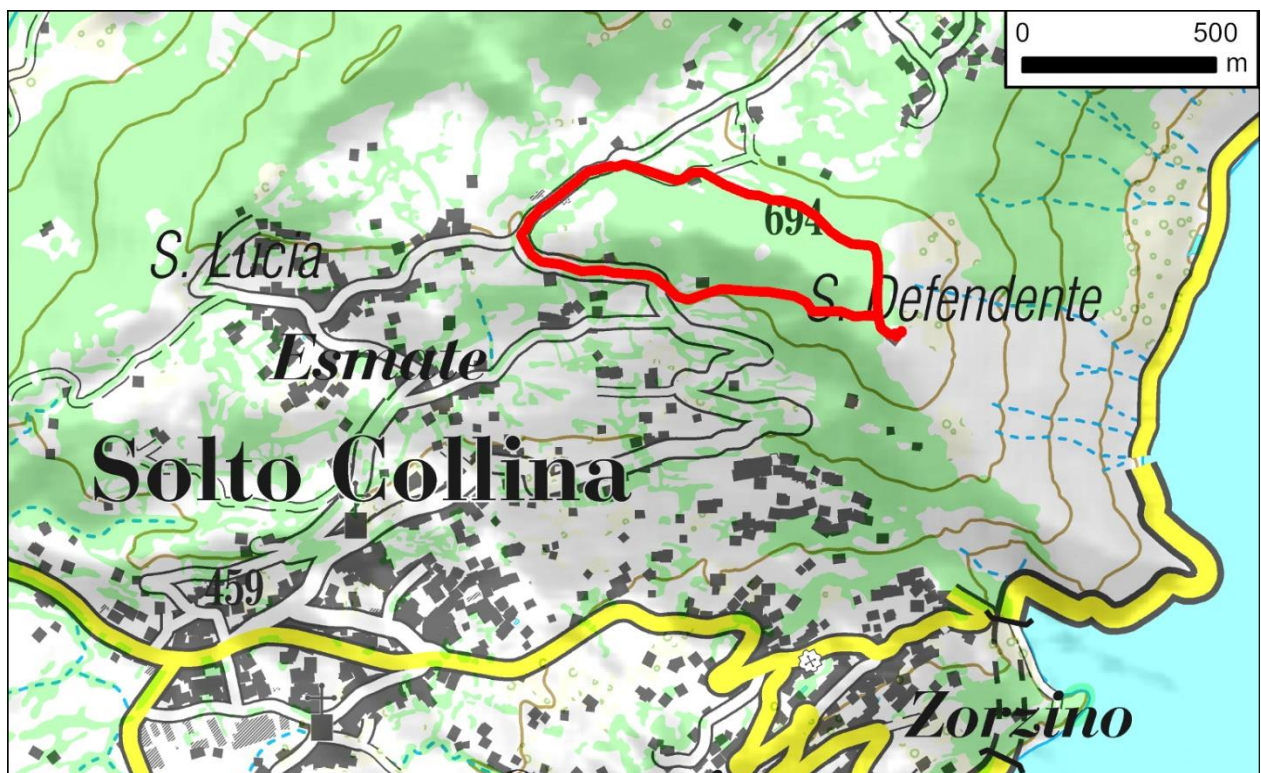 0 500
m
694
S. Lucia
S. Defendente
Esmate
Solto Collina
459
Zorzino